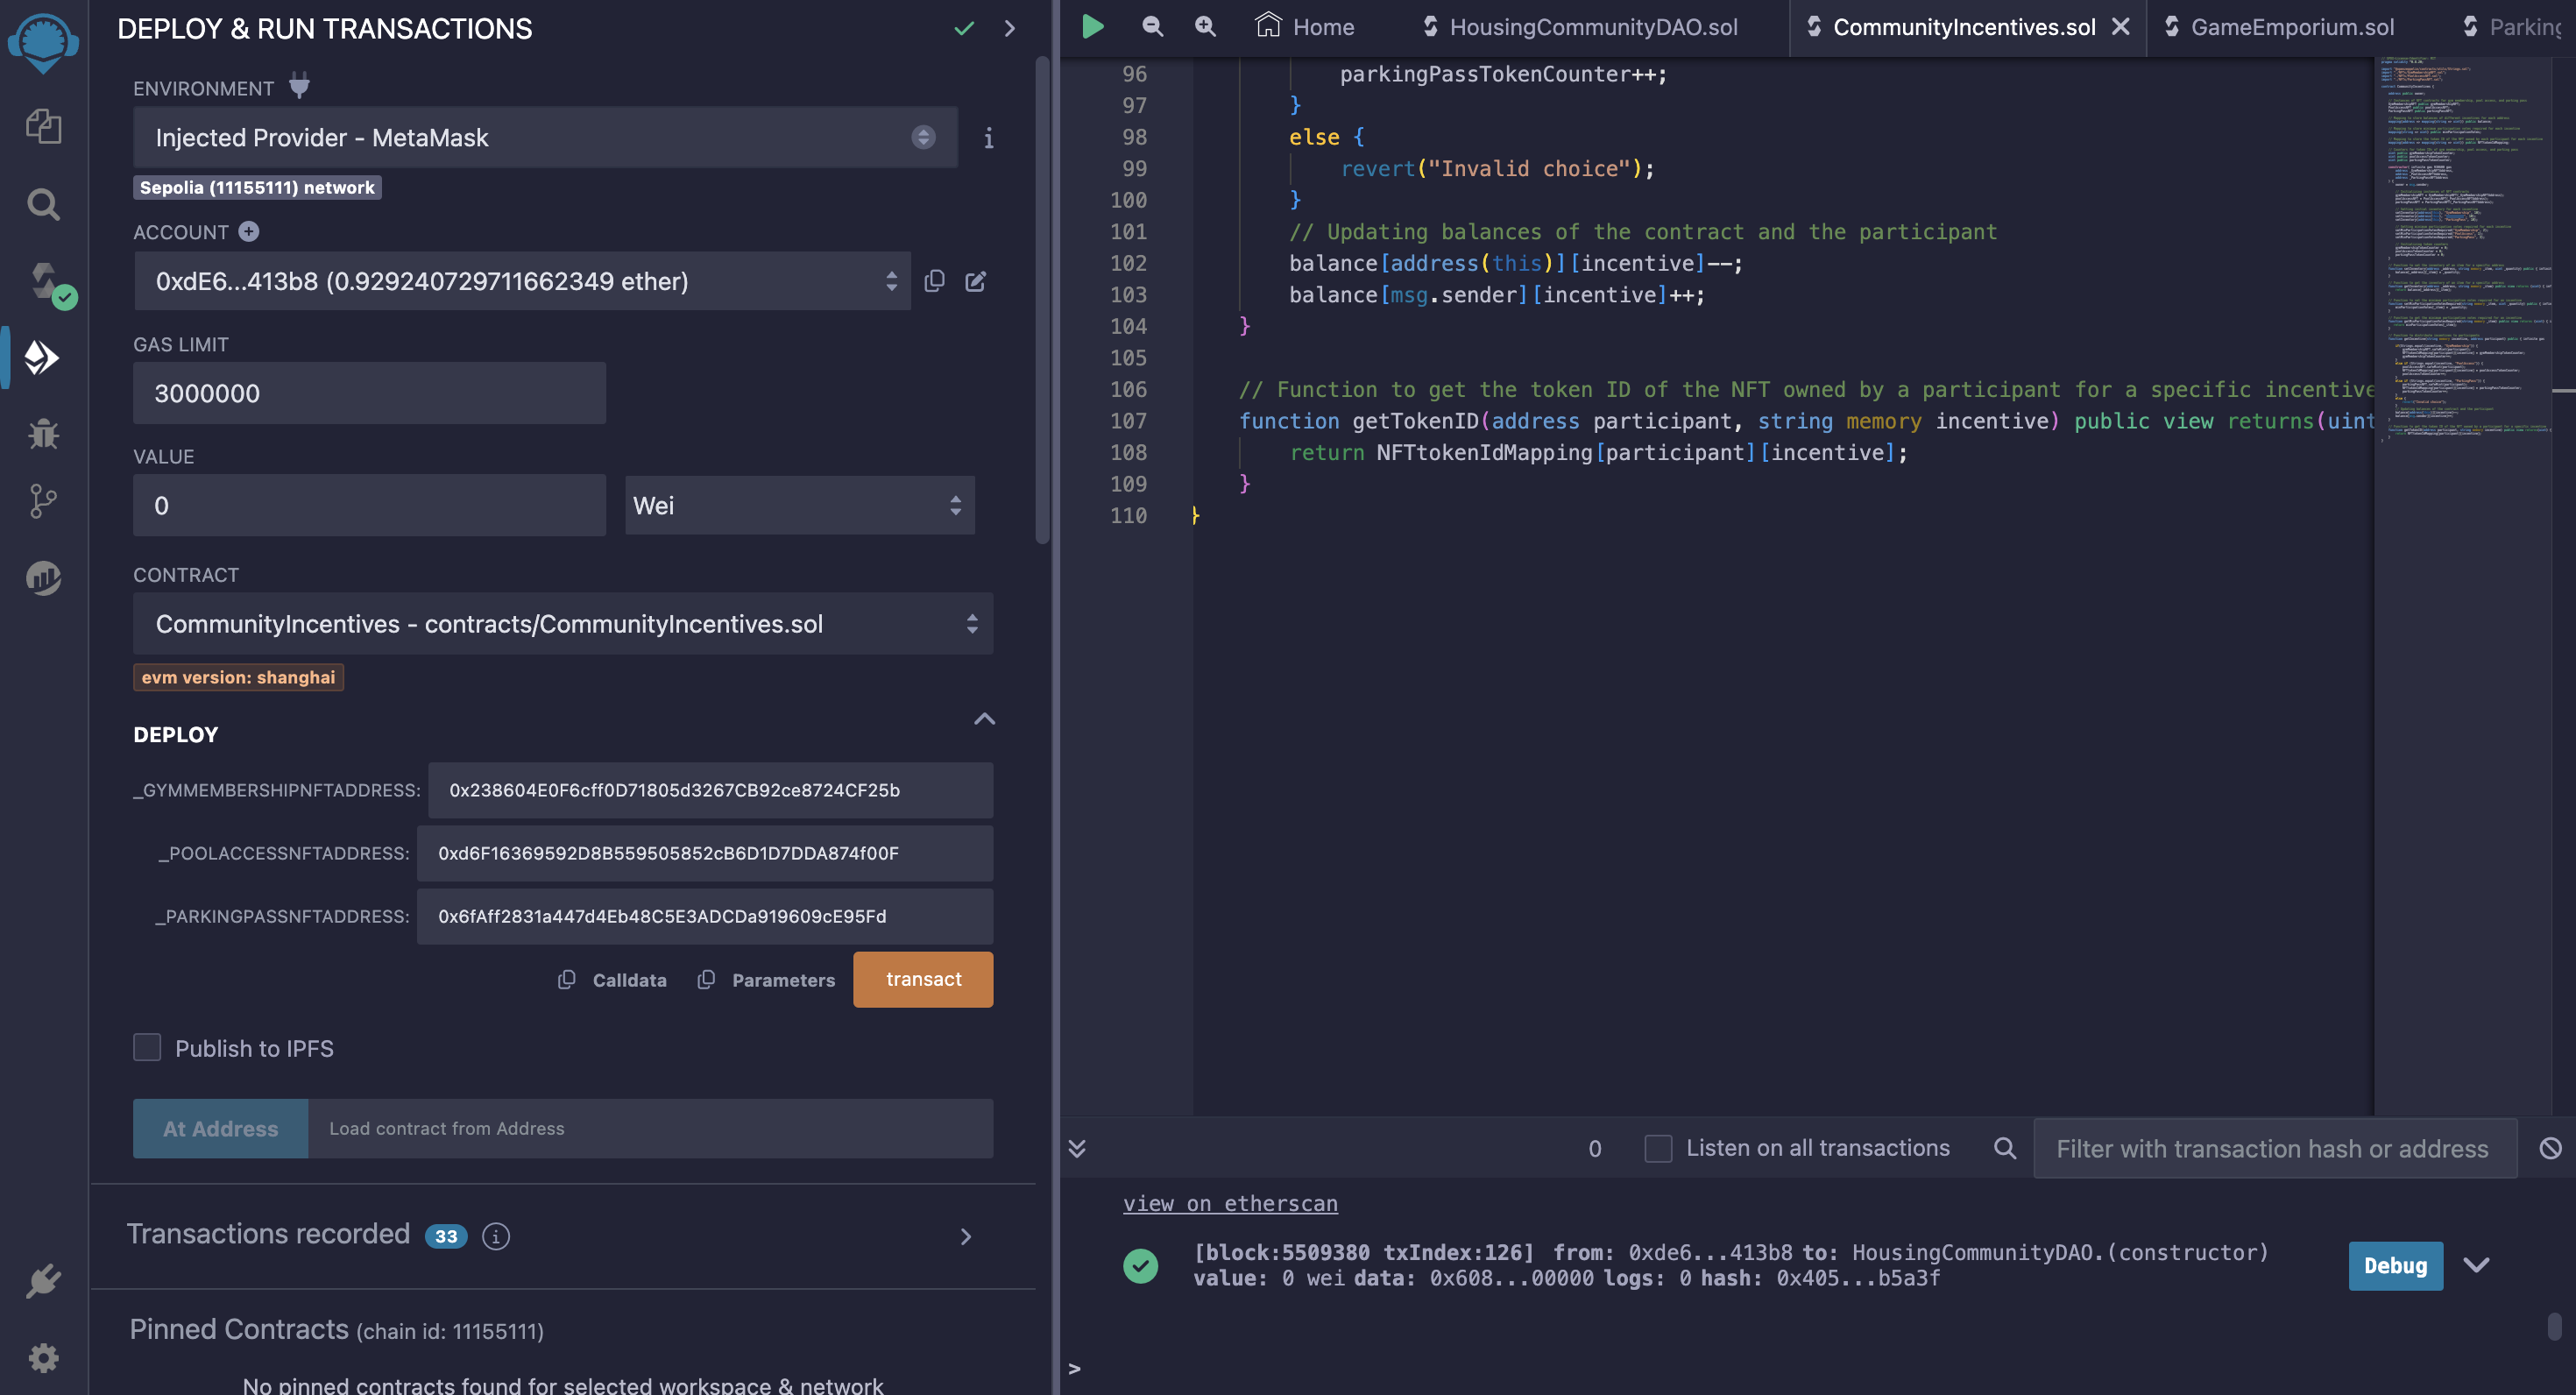 DEPLOY & RUN TRANSACTIONS
ENVIRONMENT
Injected Provider - MetaMask
Sepolia (11155111) network
ACCOUNT
0xdE6...413b8 (0.929240729711662349 ether)
GAS LIMIT
3000000
VALUE
0
Wei
CONTRACT
CommunityIncentives - contracts/CommunityIncentives.sol
evm version: shanghai
DEPLOY
_GYMMEMBERSHIPNFTADDRESS: 0x238604E0F6cff0D71805d3267CB92ce8724CF25b
_POOLACCESSNFTADDRESS: 0xd6F16369592D8B559505852cB6D1D7DDA874f00F
_PARKINGPASSNFTADDRESS: 0x6fAff2831a447d4Eb48C5E3ADCDa919609cE95Fd
Calldata Parameters transact
Publish to IPFS
At Address Load contract from Address
Transactions recorded 33
Pinned Contracts (chain id: 11155111)
No pinned contracts found for selected workspace & network
Home HousingCommunityDAO.sol CommunityIncentives.sol GameEmporium.sol Parking
96 parkingPassTokenCounter++;
97 }
98 else {
99 revert("Invalid choice");
100 }
101 // Updating balances of the contract and the participant
102 balance[address(this)][incentive]--;
103 balance[msg.sender][incentive]++;
104 }
105
106 // Function to get the token ID of the NFT owned by a participant for a specific incentive
107 function getTokenID(address participant, string memory incentive) public view returns(uint
108 return NFTtokenIdMapping[participant][incentive];
109 }
110 }
0 Listen on all transactions Filter with transaction hash or address
view on etherscan
[block:5509380 txIndex:126] from: 0xde6...413b8 to: HousingCommunityDAO.(constructor)
value: 0 wei data: 0x608...00000 logs: 0 hash: 0x405...b5a3f
Debug
>